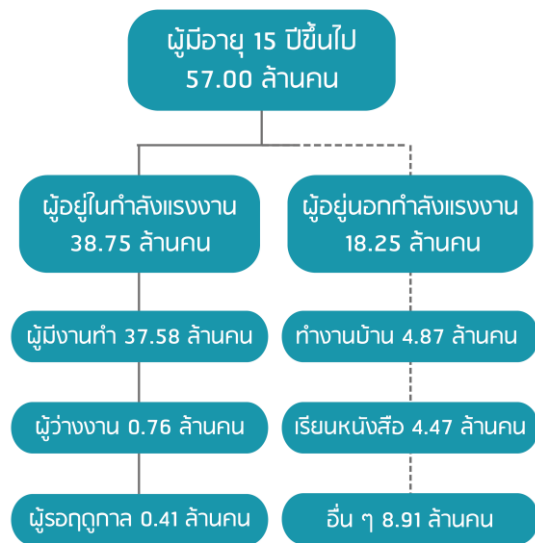 ผู้มีอายุ 15 ปีขึ้นไป
57.00 ล้านคน
ผู้อยู่ในกำลังแรงงาน
38.75 ล้านคน
ผู้อยู่นอกกำลังแรงงาน
18.25 ล้านคน
ผู้มีงานทำ 37.58 ล้านคน
ทำงานบ้าน 4.87 ล้านคน
ผู้ว่างงาน 0.76 ล้านคน
เรียนหนังสือ 4.47 ล้านคน
ผู้รอฤดูกาล 0.41 ล้านคน
อื่น ๆ 8.91 ล้านคน